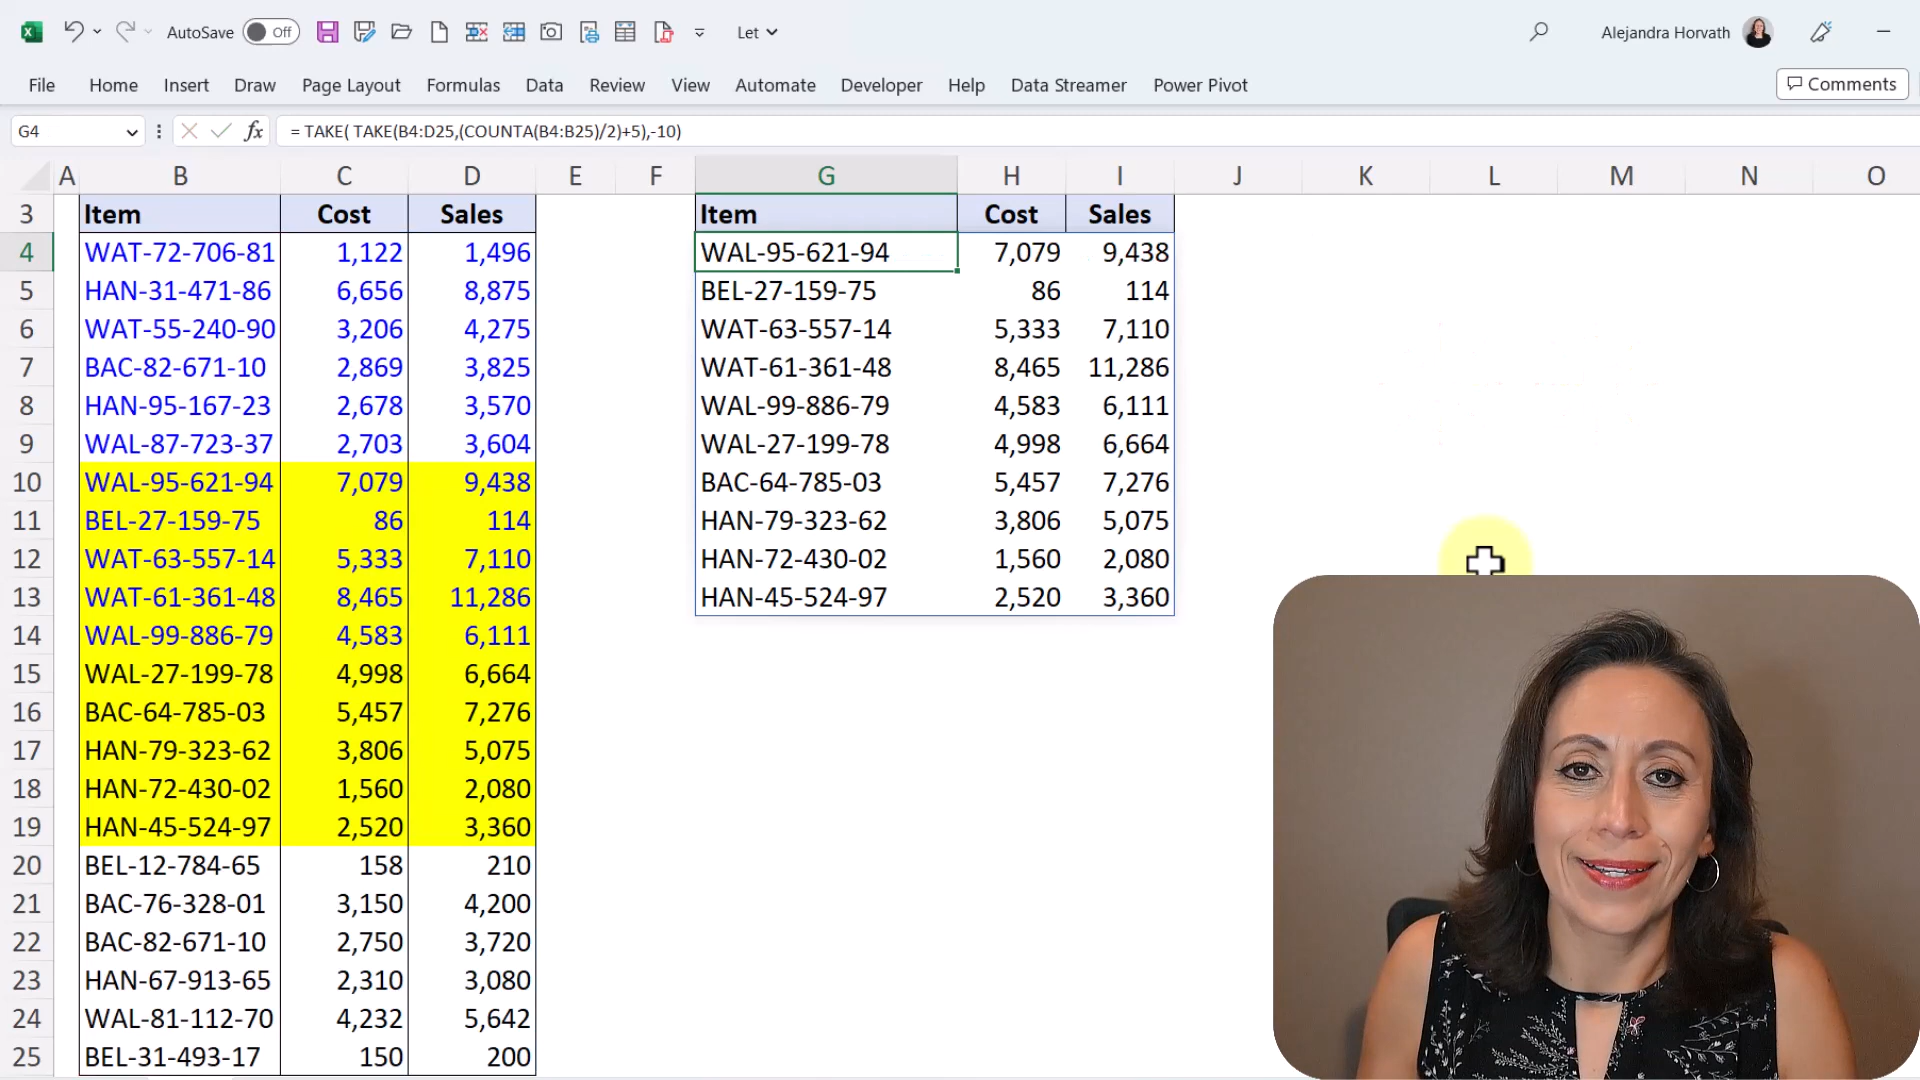 AutoSave Off Let Alejandra Horvath
File Home Insert Draw Page Layout Formulas Data Review View Automate Developer Help Data Streamer Power Pivot Comments
G4 fx = TAKE( TAKE(B4:D25,(COUNTA(B4:B25)/2)+5),-10)
A B C D E F G H I J K L M N O
3 Item Cost Sales Item Cost Sales
4 WAT-72-706-81 1,122 1,496 WAL-95-621-94 7,079 9,438
5 HAN-31-471-86 6,656 8,875 BEL-27-159-75 86 114
6 WAT-55-240-90 3,206 4,275 WAT-63-557-14 5,333 7,110
7 BAC-82-671-10 2,869 3,825 WAT-61-361-48 8,465 11,286
8 HAN-95-167-23 2,678 3,570 WAL-99-886-79 4,583 6,111
9 WAL-87-723-37 2,703 3,604 WAL-27-199-78 4,998 6,664
10 WAL-95-621-94 7,079 9,438 BAC-64-785-03 5,457 7,276
11 BEL-27-159-75 86 114 HAN-79-323-62 3,806 5,075
12 WAT-63-557-14 5,333 7,110 HAN-72-430-02 1,560 2,080
13 WAT-61-361-48 8,465 11,286 HAN-45-524-97 2,520 3,360
14 WAL-99-886-79 4,583 6,111
15 WAL-27-199-78 4,998 6,664
16 BAC-64-785-03 5,457 7,276
17 HAN-79-323-62 3,806 5,075
18 HAN-72-430-02 1,560 2,080
19 HAN-45-524-97 2,520 3,360
20 BEL-12-784-65 158 210
21 BAC-76-328-01 3,150 4,200
22 BAC-82-671-10 2,750 3,720
23 HAN-67-913-65 2,310 3,080
24 WAL-81-112-70 4,232 5,642
25 BEL-31-493-17 150 200